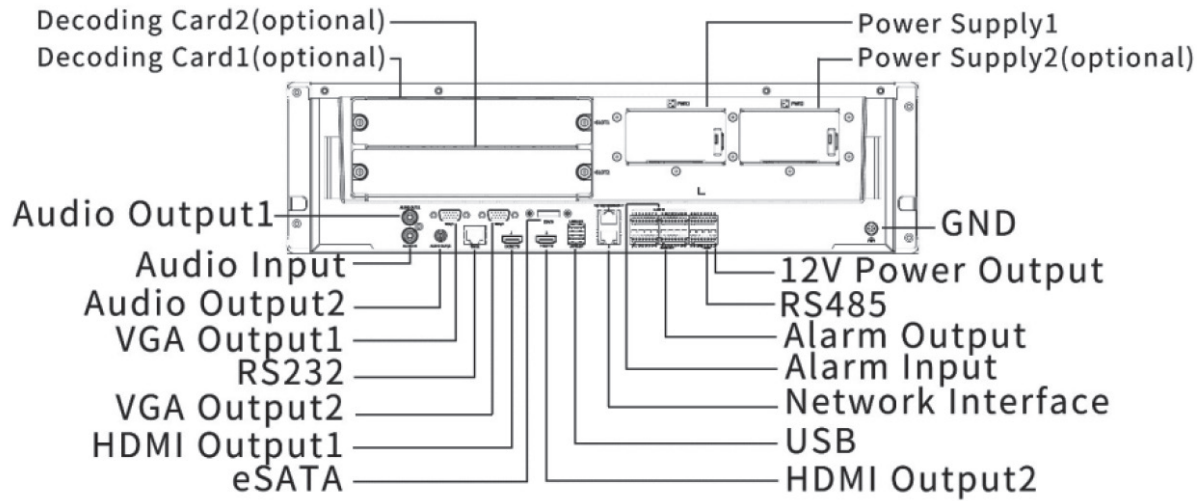 Decoding Card2(optional)
Power Supply1
Decoding Card1(optional)
Power Supply2(optional)
Audio Output1
GND
Audio Input
12V Power Output
Audio Output2
RS485
VGA Output1
Alarm Output
RS232
Alarm Input
VGA Output2
Network Interface
HDMI Output1
USB
eSATA
HDMI Output2